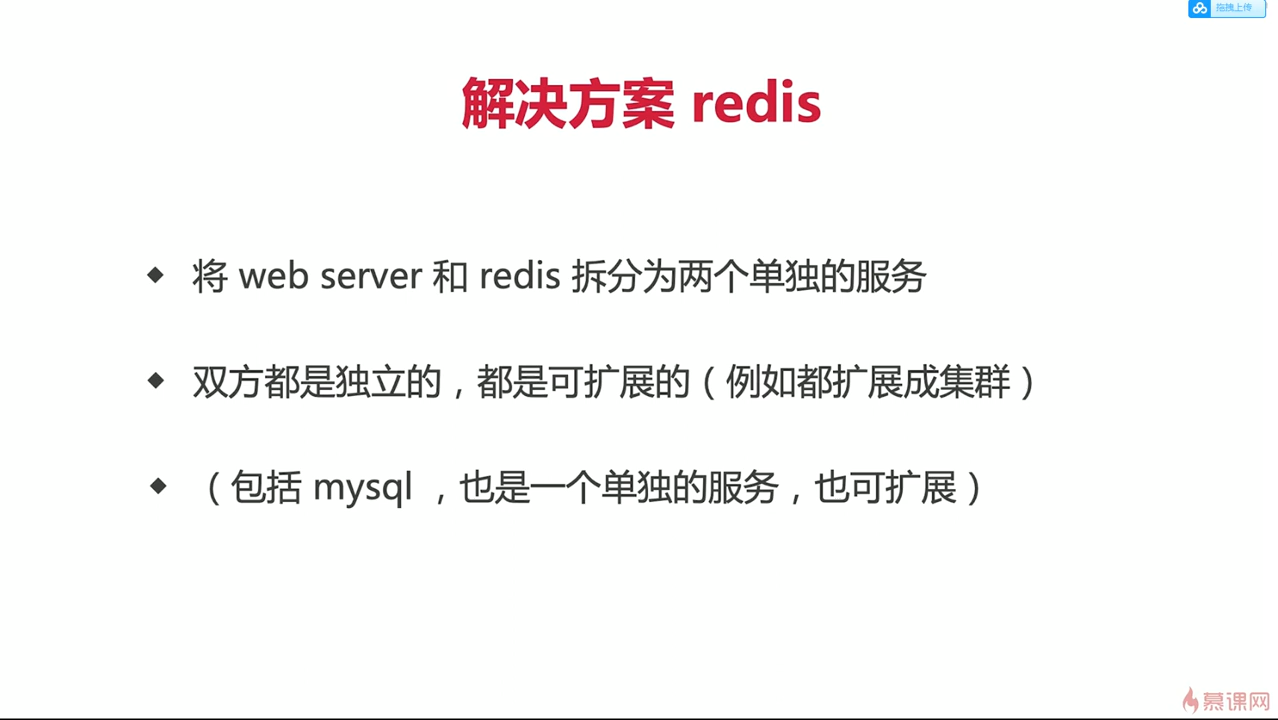 拖拽上传
解决方案 redis
◆ 将 web server 和 redis 拆分为两个单独的服务
◆ 双方都是独立的，都是可扩展的（例如都扩展成集群）
◆ （包括 mysql ，也是一个单独的服务，也可扩展）
慕课网